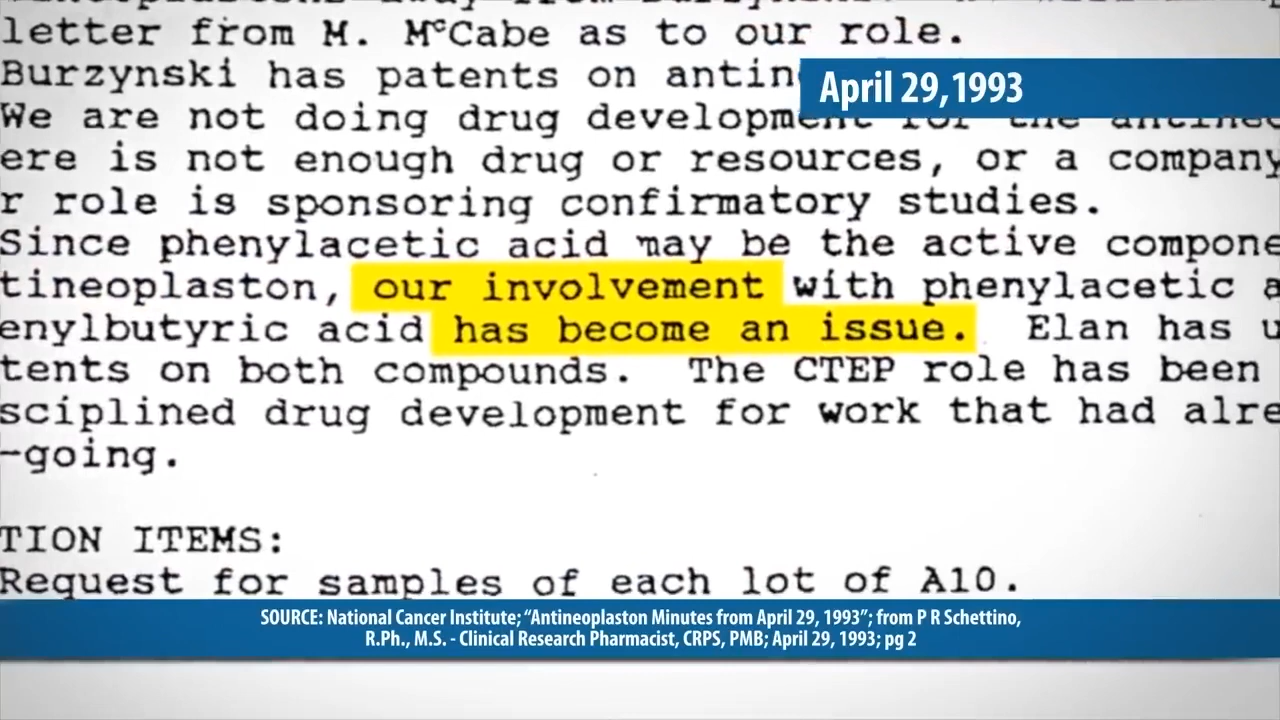 letter from M. McCabe as to our role.
Burzynski has patents on antin
April 29,1993
We are not doing drug development for the antineo
ere is not enough drug or resources, or a company
r role is sponsoring confirmatory studies.
Since phenylacetic acid may be the active compone
tineoplaston, our involvement with phenylacetic a
enylbutyric acid has become an issue. Elan has u
tents on both compounds. The CTEP role has been
sciplined drug development for work that had alre
-going.
TION ITEMS:
Request for samples of each lot of A10.
SOURCE: National Cancer Institute; “Antineoplaston Minutes from April 29, 1993”; from P R Schettino,
R.Ph., M.S. - Clinical Research Pharmacist, CRPS, PMB; April 29, 1993; pg 2